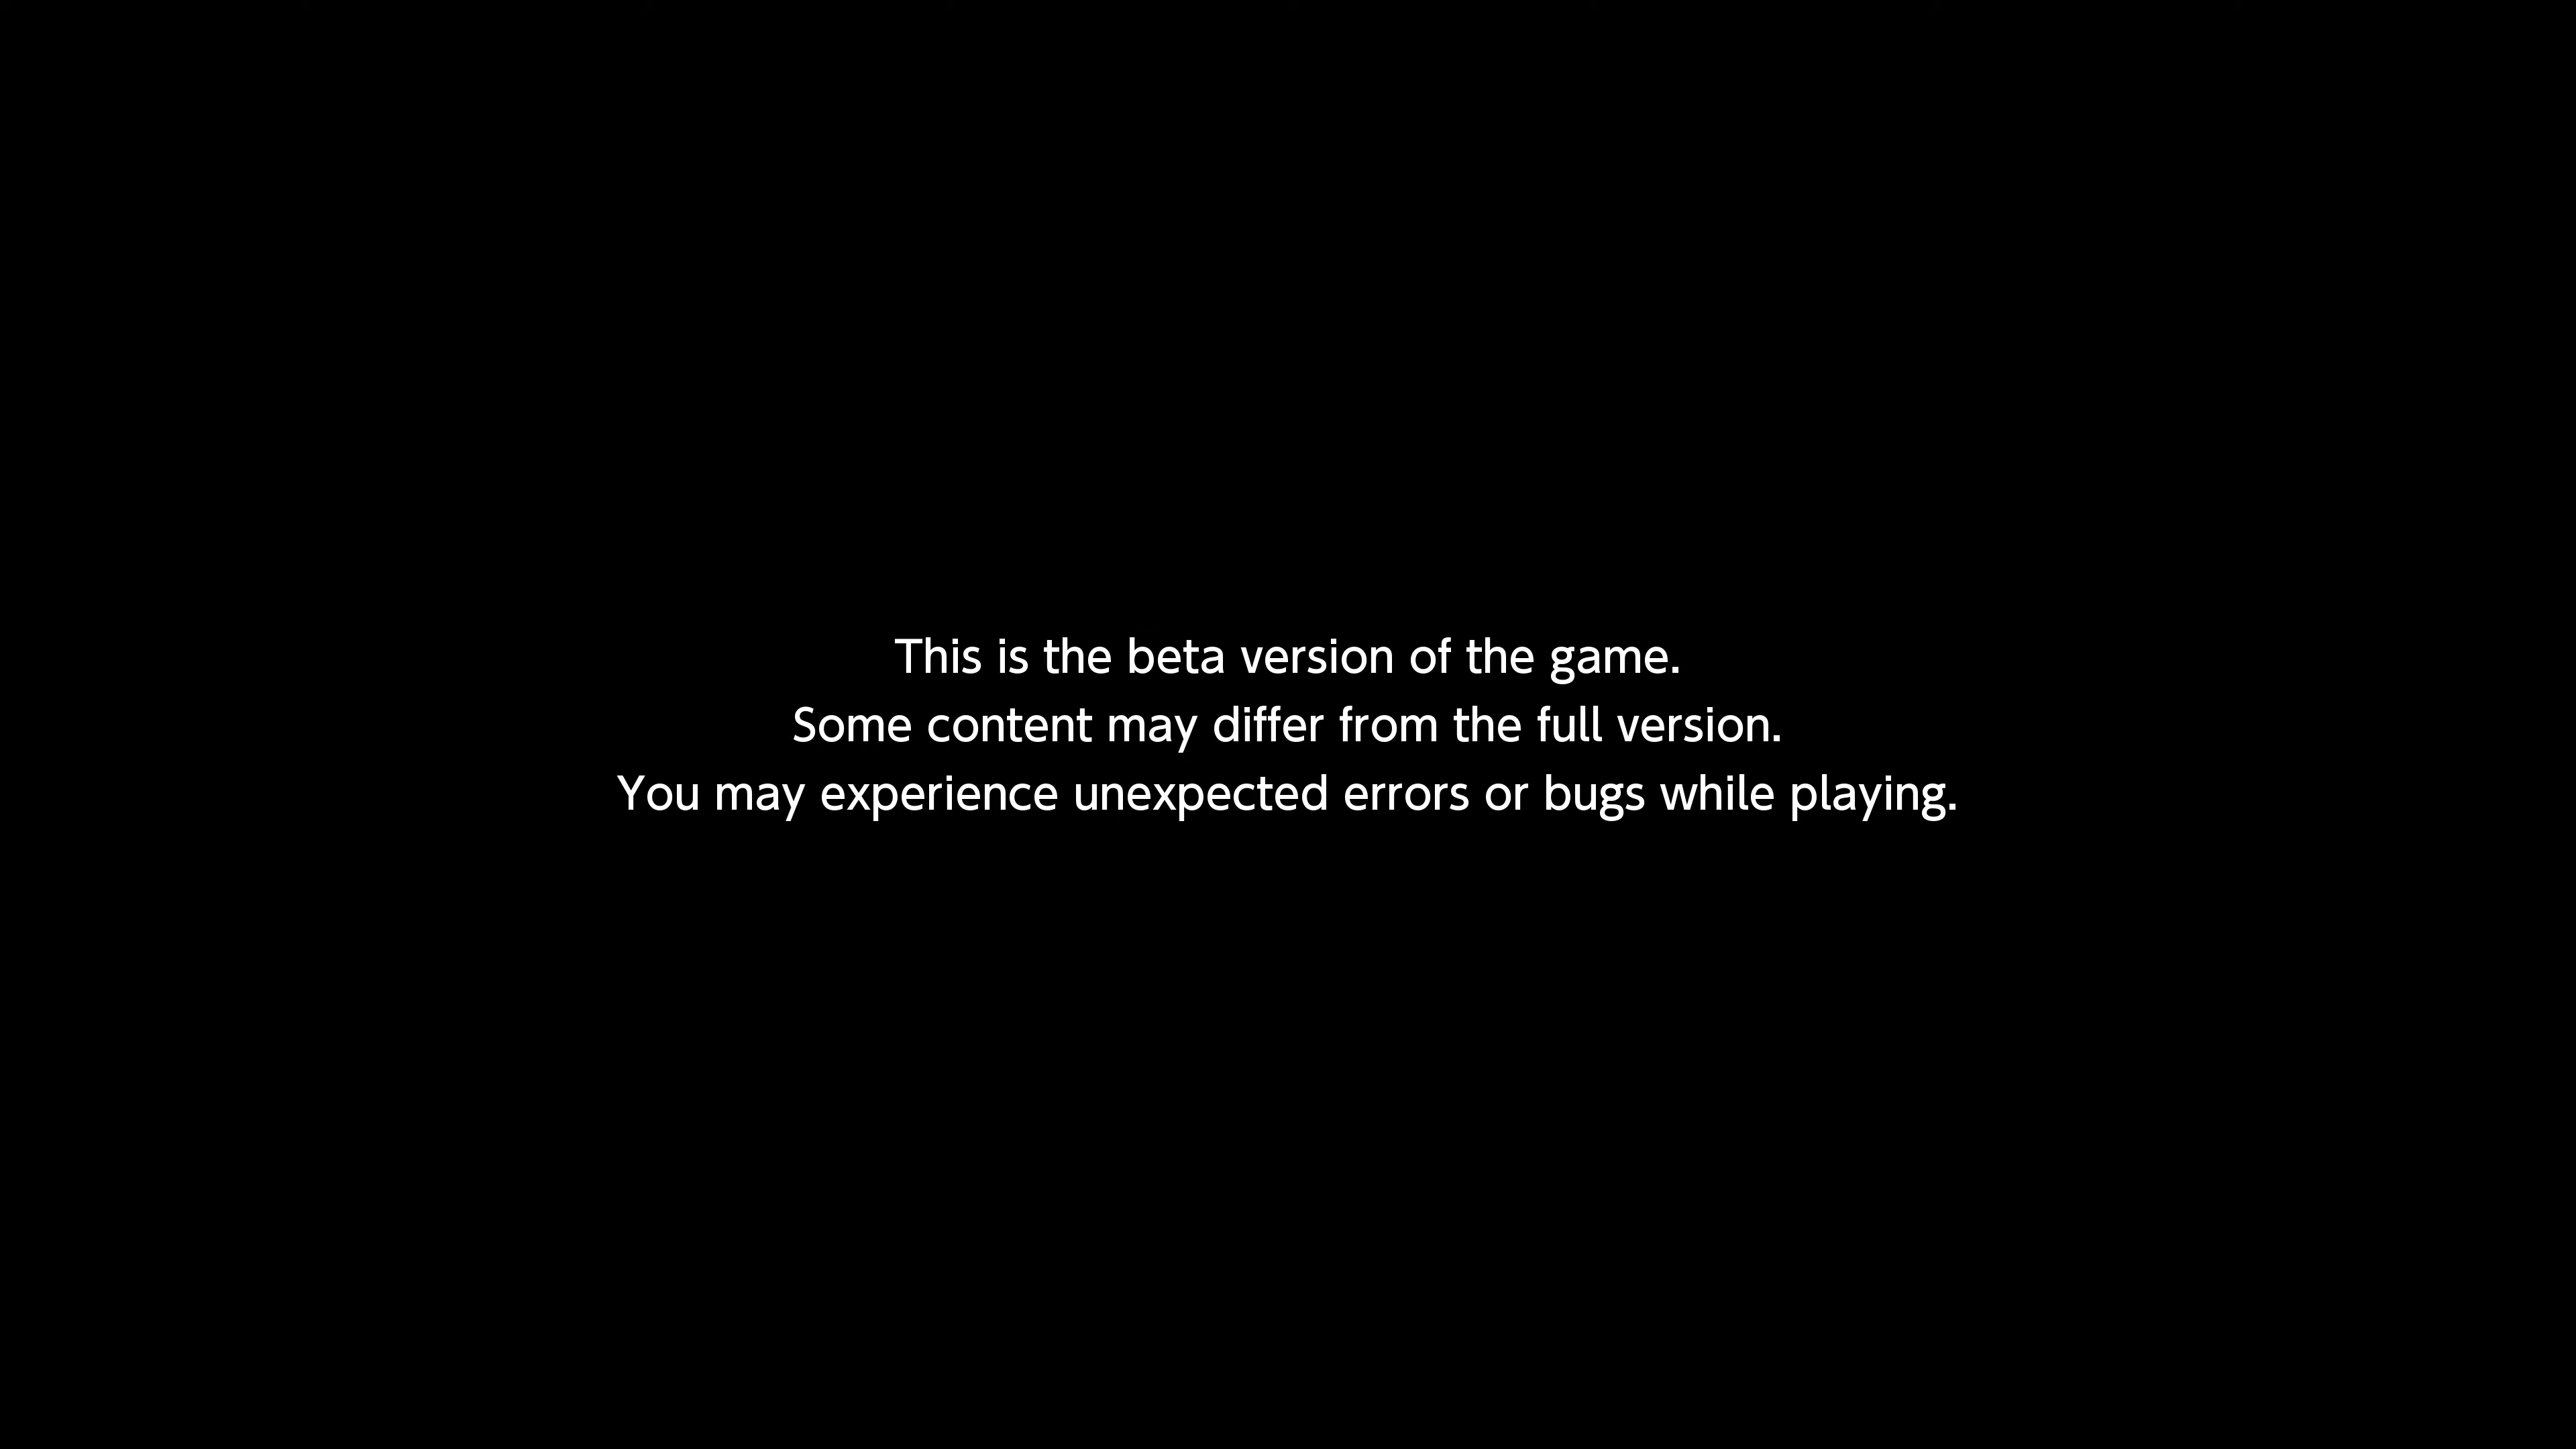 This is the beta version of the game.
Some content may differ from the full version.
You may experience unexpected errors or bugs while playing.